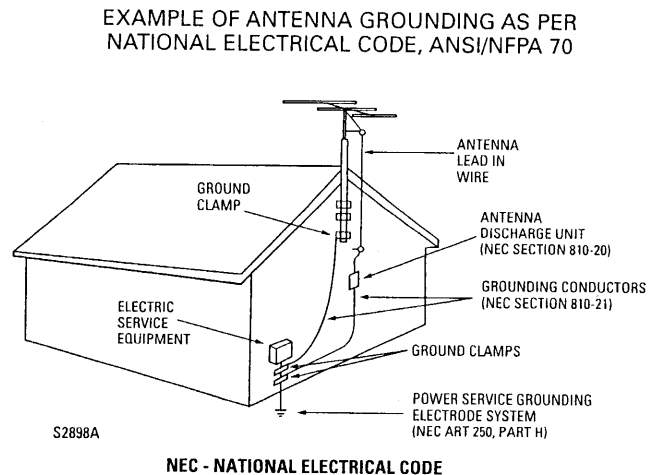 EXAMPLE OF ANTENNA GROUNDING AS PER
NATIONAL ELECTRICAL CODE, ANSI/NFPA 70
ANTENNA
LEAD IN
WIRE
GROUND
CLAMP
ANTENNA
DISCHARGE UNIT
(NEC SECTION 810-20)
GROUNDING CONDUCTORS
(NEC SECTION 810-21)
ELECTRIC
SERVICE
EQUIPMENT
GROUND CLAMPS
POWER SERVICE GROUNDING
ELECTRODE SYSTEM
(NEC ART 250, PART H)
S2898A
NEC - NATIONAL ELECTRICAL CODE